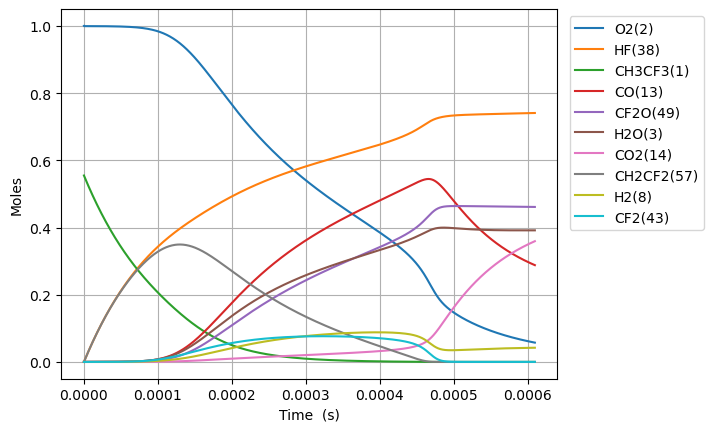 1.0
0.8
0.6
0.4
0.2
0.0
Moles
0.0000 0.0001 0.0002 0.0003 0.0004 0.0005 0.0006
Time (s)
O2(2)
HF(38)
CH3CF3(1)
CO(13)
CF2O(49)
H2O(3)
CO2(14)
CH2CF2(57)
H2(8)
CF2(43)